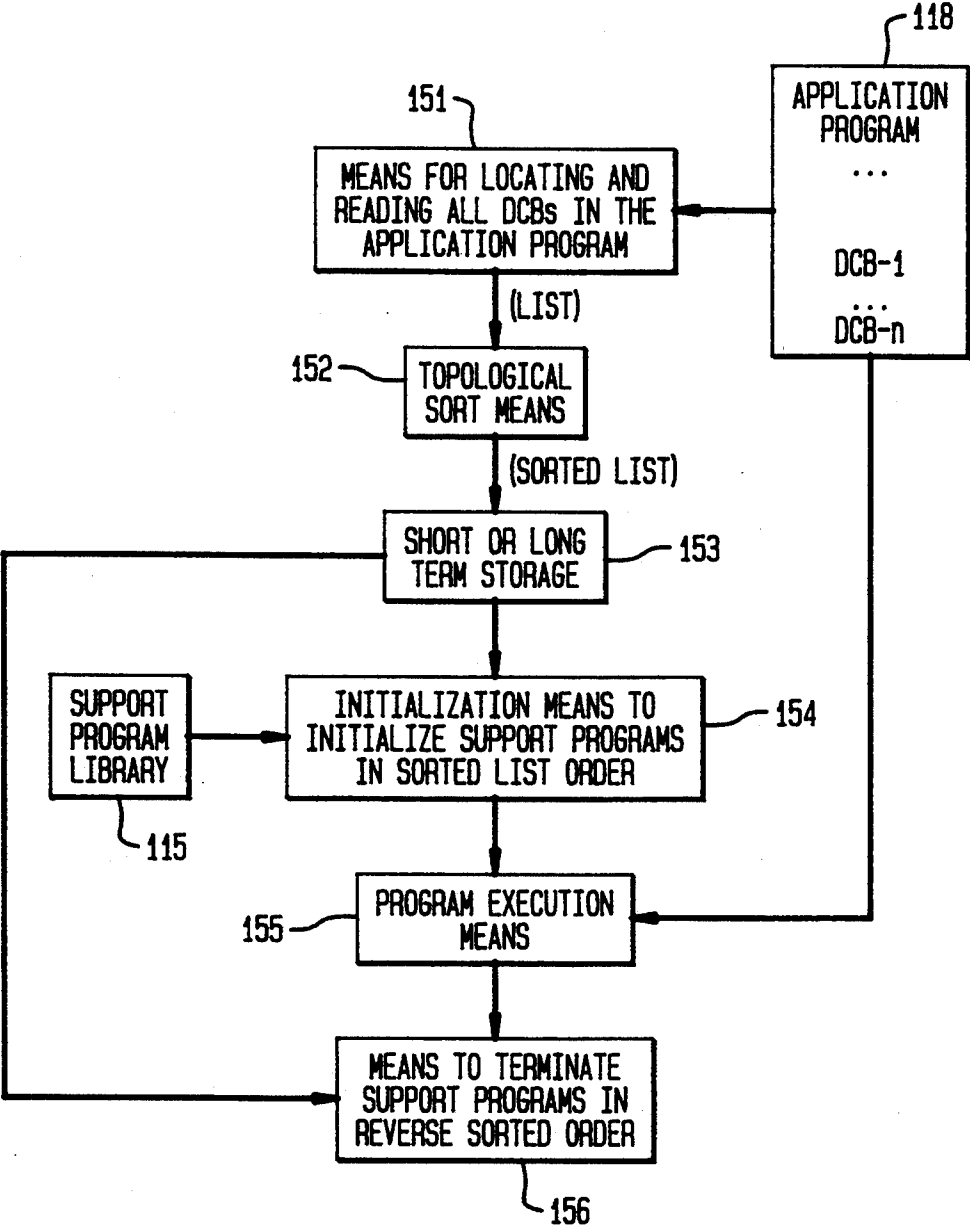 118
APPLICATION
PROGRAM
...
DCB-1
...
DCB-n
151
MEANS FOR LOCATING AND
READING ALL DCBs IN THE
APPLICATION PROGRAM
(LIST)
152
TOPOLOGICAL
SORT MEANS
(SORTED LIST)
SHORT OR LONG
TERM STORAGE
153
SUPPORT
PROGRAM
LIBRARY
115
INITIALIZATION MEANS TO
INITIALIZE SUPPORT PROGRAMS
IN SORTED LIST ORDER
154
PROGRAM EXECUTION
MEANS
155
MEANS TO TERMINATE
SUPPORT PROGRAMS IN
REVERSE SORTED ORDER
156